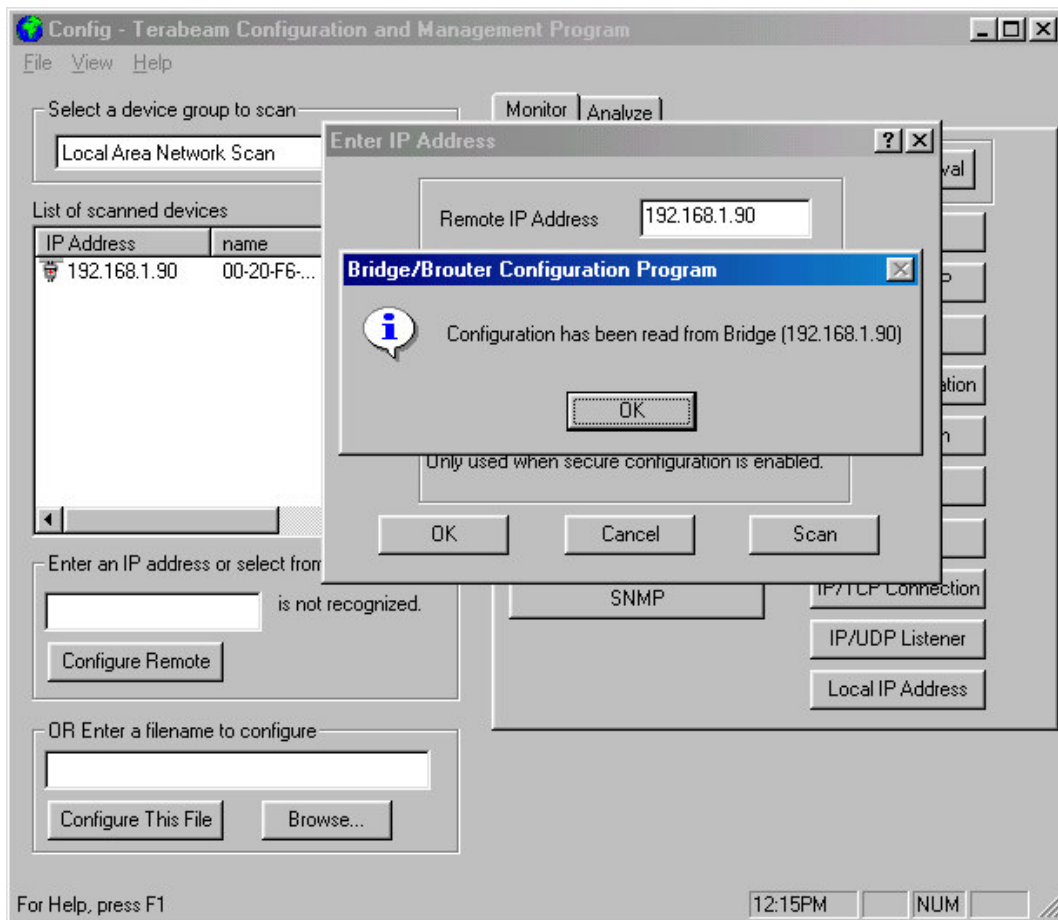 Config - Terabeam Configuration and Management Program
File View Help
Select a device group to scan
Local Area Network Scan
List of scanned devices
IP Address name
192.168.1.90 00-20-F6-...
Enter an IP address or select from
is not recognized.
Configure Remote
OR Enter a filename to configure
Configure This File Browse...
Monitor Analyze
Enter IP Address
Remote IP Address 192.168.1.90
Bridge/Brouter Configuration Program
Configuration has been read from Bridge (192.168.1.90)
OK
Only used when secure configuration is enabled.
OK Cancel Scan
SNMP
IP/TCP Connection
IP/UDP Listener
Local IP Address
For Help, press F1
12:15PM NUM